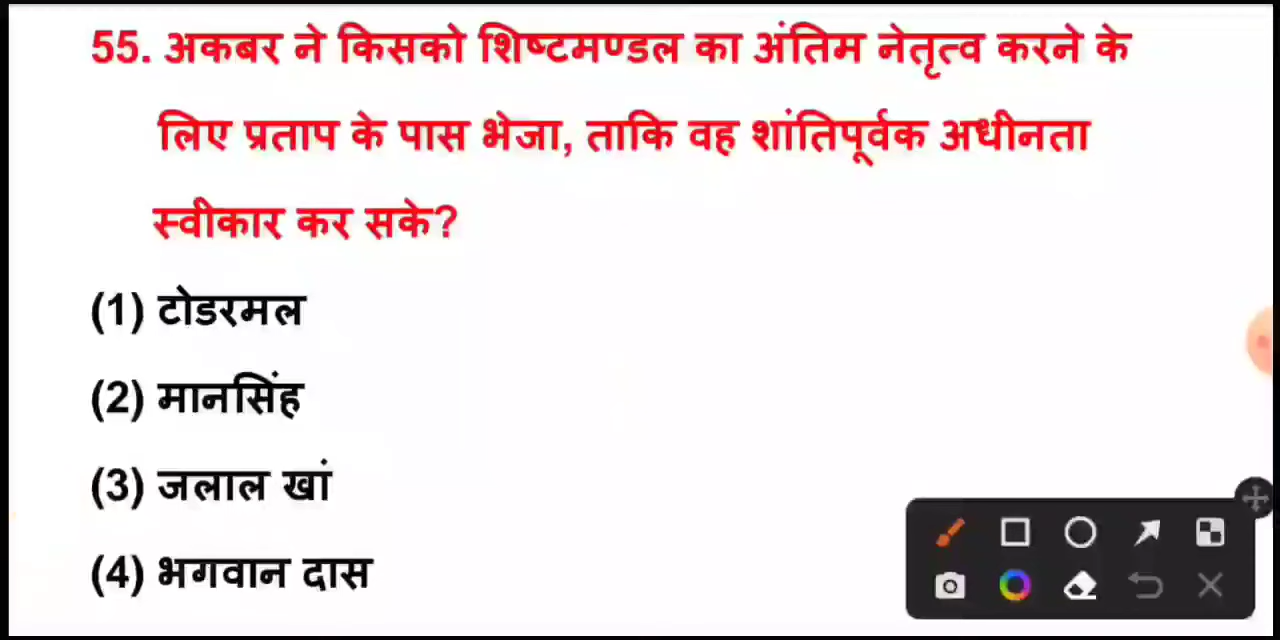 55. अकबर ने किसको शिष्टमण्डल का अंतिम नेतृत्व करने के
लिए प्रताप के पास भेजा, ताकि वह शांतिपूर्वक अधीनता
स्वीकार कर सके?
(1) टोडरमल
(2) मानसिंह
(3) जलाल खां
(4) भगवान दास